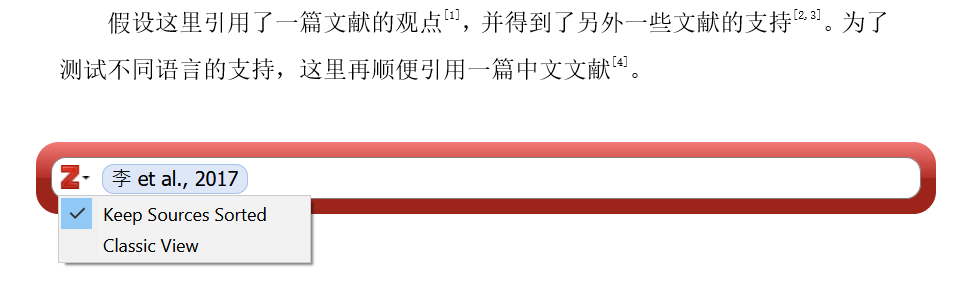 假设这里引用了一篇文献的观点[1]，并得到了另外一些文献的支持[2,3]。为了
测试不同语言的支持，这里再顺便引用一篇中文文献[4]。
Z 李 et al., 2017
Keep Sources Sorted
Classic View